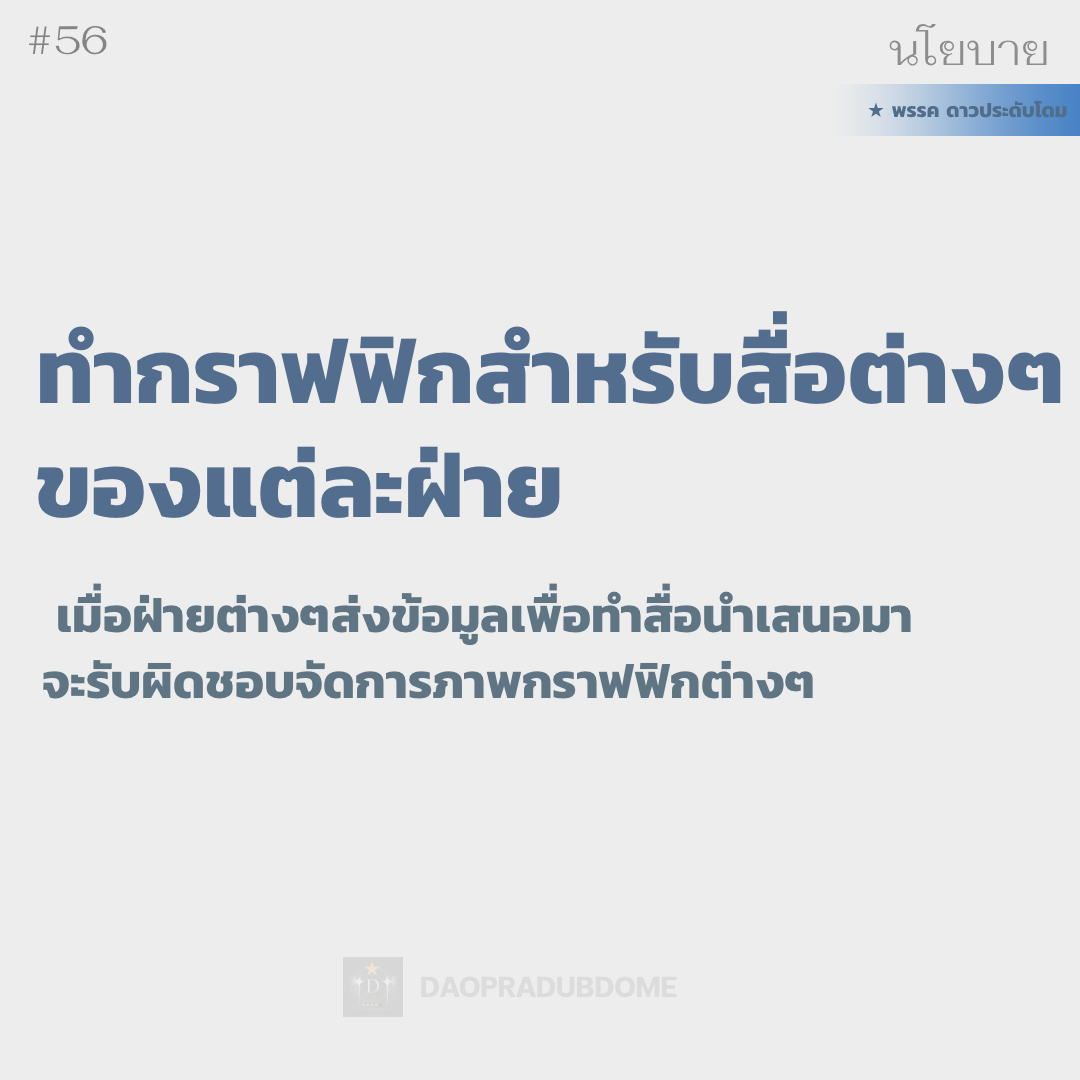 #56
นโยบาย
★ พรรค ดาวประดับโดม
ทำกราฟฟิกสำหรับสื่อต่างๆ
ของแต่ละฝ่าย
เมื่อฝ่ายต่างๆส่งข้อมูลเพื่อทำสื่อนำเสนอมา
จะรับผิดชอบจัดการภาพกราฟฟิกต่างๆ
D
DAOPRADUBDOME